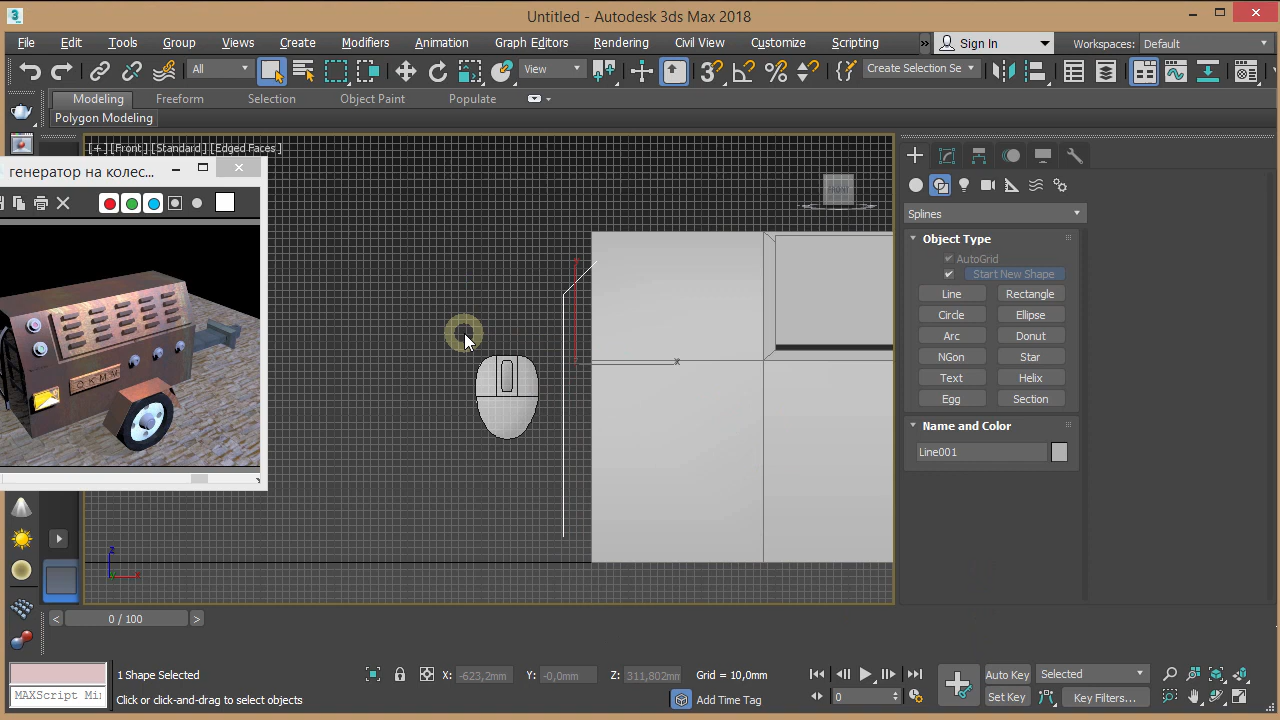 Untitled - Autodesk 3ds Max 2018
File Edit Tools Group Views Create Modifiers Animation Graph Editors Rendering Civil View Customize Scripting Sign In Workspaces: Default
All View Create Selection Se
Modeling Freeform Selection Object Paint Populate
Polygon Modeling
[+] [Front] [Standard] [Edged Faces]
генератор на колес...
FRONT
Splines
Object Type
AutoGrid
Start New Shape
Line Rectangle
Circle Ellipse
Arc Donut
NGon Star
Text Helix
Egg Section
Name and Color
Line001
x
z
< 0 / 100 >
1 Shape Selected X: -623,2mm Y: -0,0mm Z: 311,802mm Grid = 10,0mm Auto Key Selected
MAXScript Mi Click or click-and-drag to select objects Add Time Tag 0 Set Key Key Filters...